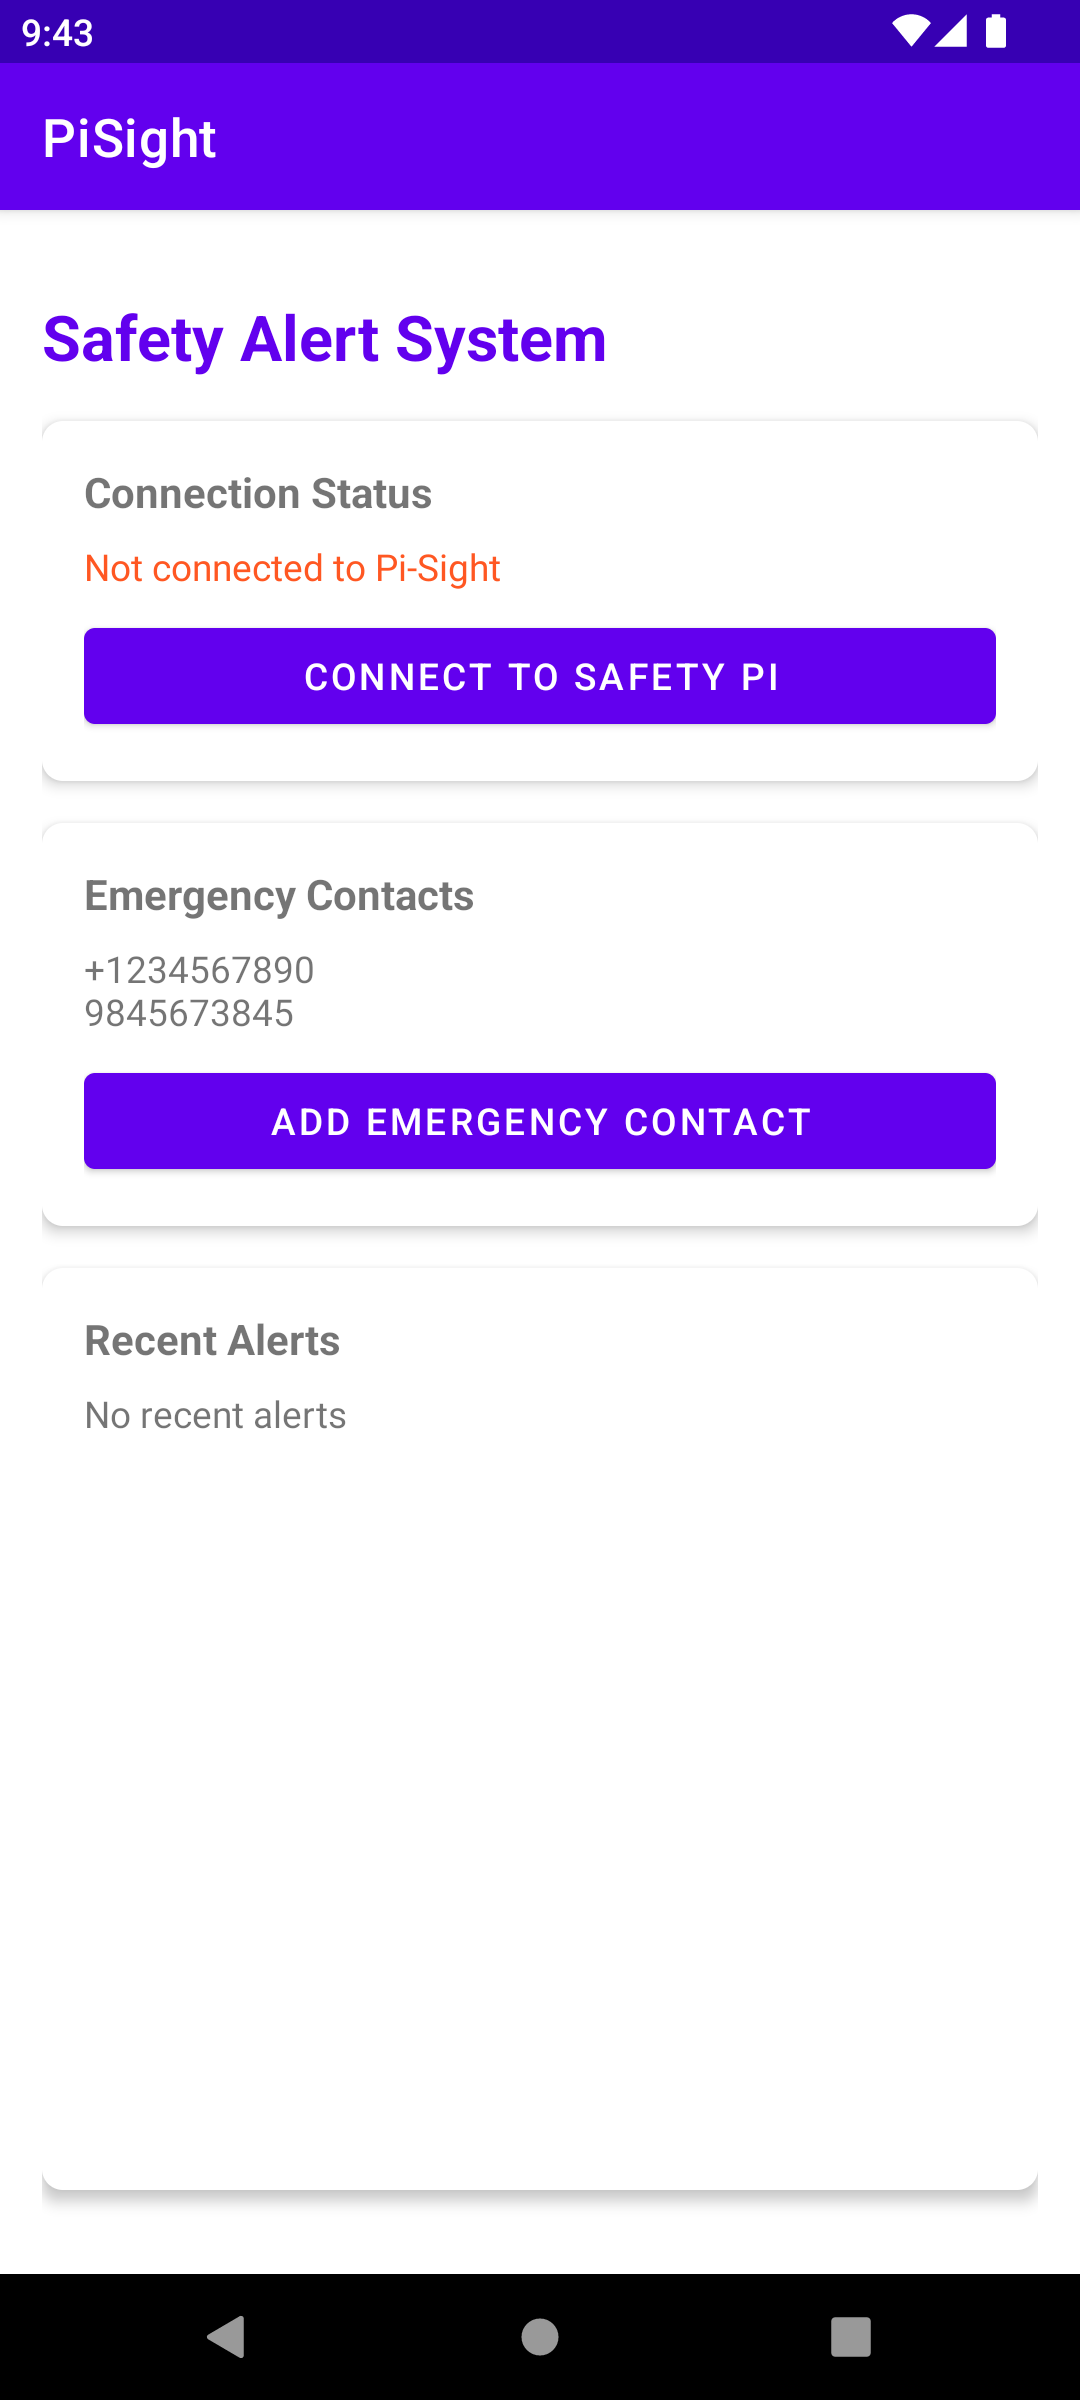 9:43
PiSight
Safety Alert System
Connection Status
Not connected to Pi-Sight
CONNECT TO SAFETY PI
Emergency Contacts
+1234567890
9845673845
ADD EMERGENCY CONTACT
Recent Alerts
No recent alerts